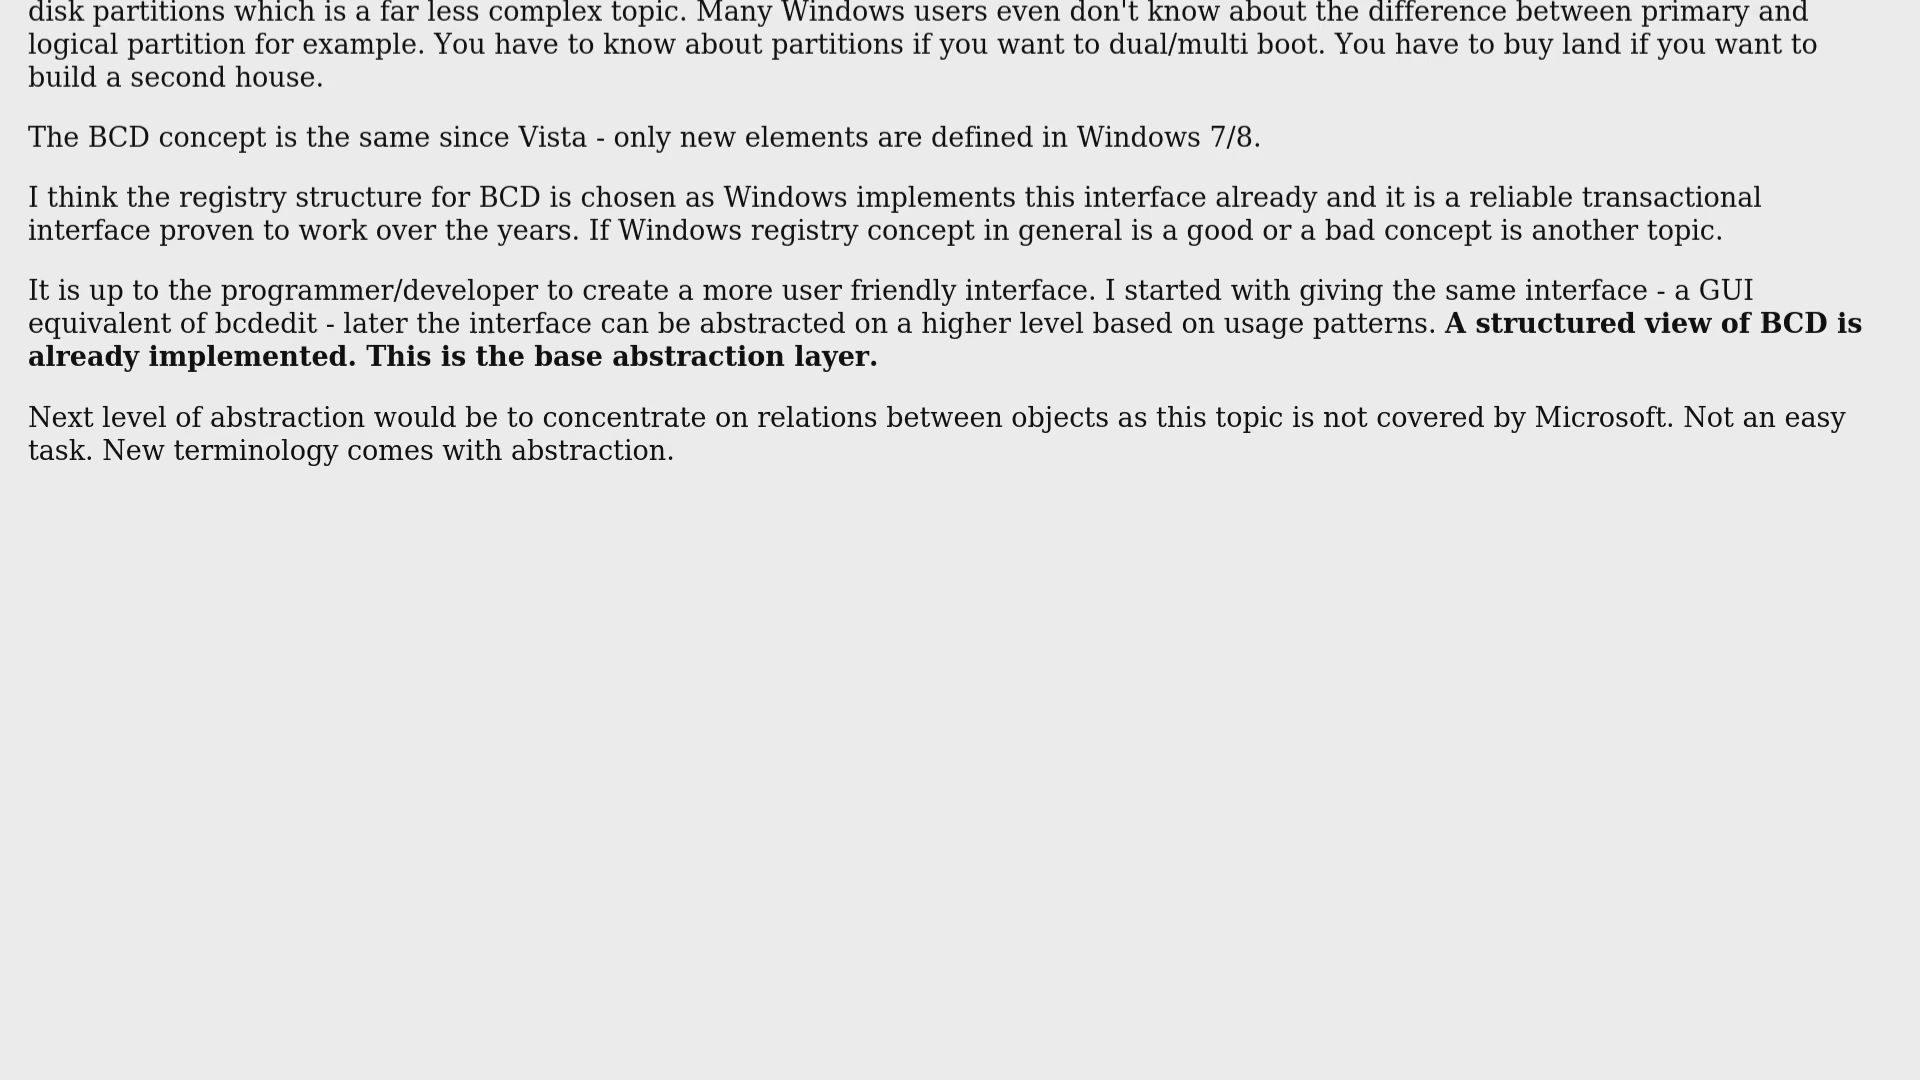 disk partitions which is a far less complex topic. Many Windows users even don't know about the difference between primary and
logical partition for example. You have to know about partitions if you want to dual/multi boot. You have to buy land if you want to
build a second house.
The BCD concept is the same since Vista - only new elements are defined in Windows 7/8.
I think the registry structure for BCD is chosen as Windows implements this interface already and it is a reliable transactional
interface proven to work over the years. If Windows registry concept in general is a good or a bad concept is another topic.
It is up to the programmer/developer to create a more user friendly interface. I started with giving the same interface - a GUI
equivalent of bcdedit - later the interface can be abstracted on a higher level based on usage patterns. A structured view of BCD is
already implemented. This is the base abstraction layer.
Next level of abstraction would be to concentrate on relations between objects as this topic is not covered by Microsoft. Not an easy
task. New terminology comes with abstraction.